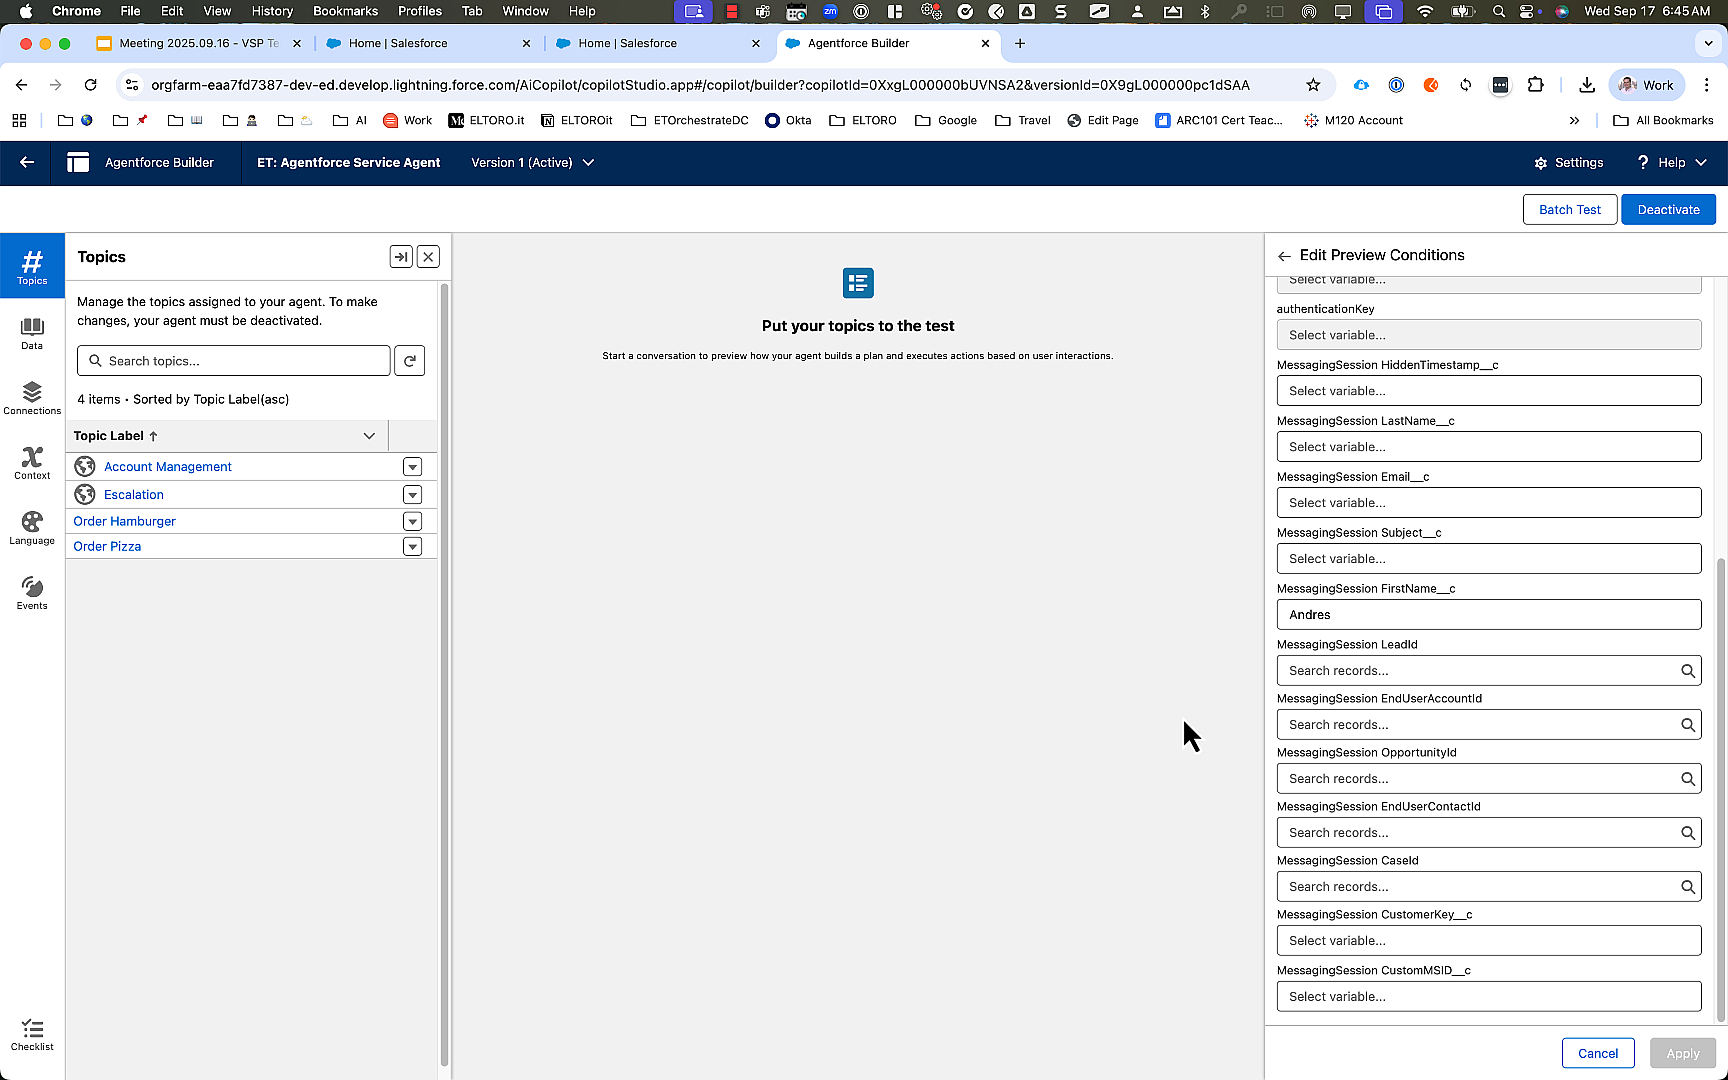 Chrome File Edit View History Bookmarks Profiles Tab Window Help Wed Sep 17 6:45 AM
Meeting 2025.09.16 - VSP Te
Home | Salesforce
Home | Salesforce
Agentforce Builder
orgfarm-eaa7fd7387-dev-ed.develop.lightning.force.com/AiCopilot/copilotStudio.app#/copilot/builder?copilotId=0XxgL000000bUVNSA2&versionId=0X9gL000000pc1dSAA
Work
AI Work ELTORO.it ELTOROit ETOrchestrateDC Okta ELTORO Google Travel Edit Page ARC101 Cert Teac... M120 Account » All Bookmarks
Agentforce Builder ET: Agentforce Service Agent Version 1 (Active) Settings ? Help
Batch Test Deactivate
Topics
Data
Connections
Context
Language
Events
Checklist
Topics
Manage the topics assigned to your agent. To make
changes, your agent must be deactivated.
Search topics...
4 items • Sorted by Topic Label(asc)
Topic Label ↑
Account Management
Escalation
Order Hamburger
Order Pizza
Put your topics to the test
Start a conversation to preview how your agent builds a plan and executes actions based on user interactions.
Edit Preview Conditions
Select variable...
authenticationKey
Select variable...
MessagingSession HiddenTimestamp__c
Select variable...
MessagingSession LastName__c
Select variable...
MessagingSession Email__c
Select variable...
MessagingSession Subject__c
Select variable...
MessagingSession FirstName__c
Andres
MessagingSession LeadId
Search records...
MessagingSession EndUserAccountId
Search records...
MessagingSession OpportunityId
Search records...
MessagingSession EndUserContactId
Search records...
MessagingSession CaseId
Search records...
MessagingSession CustomerKey__c
Select variable...
MessagingSession CustomMSID__c
Select variable...
Cancel Apply